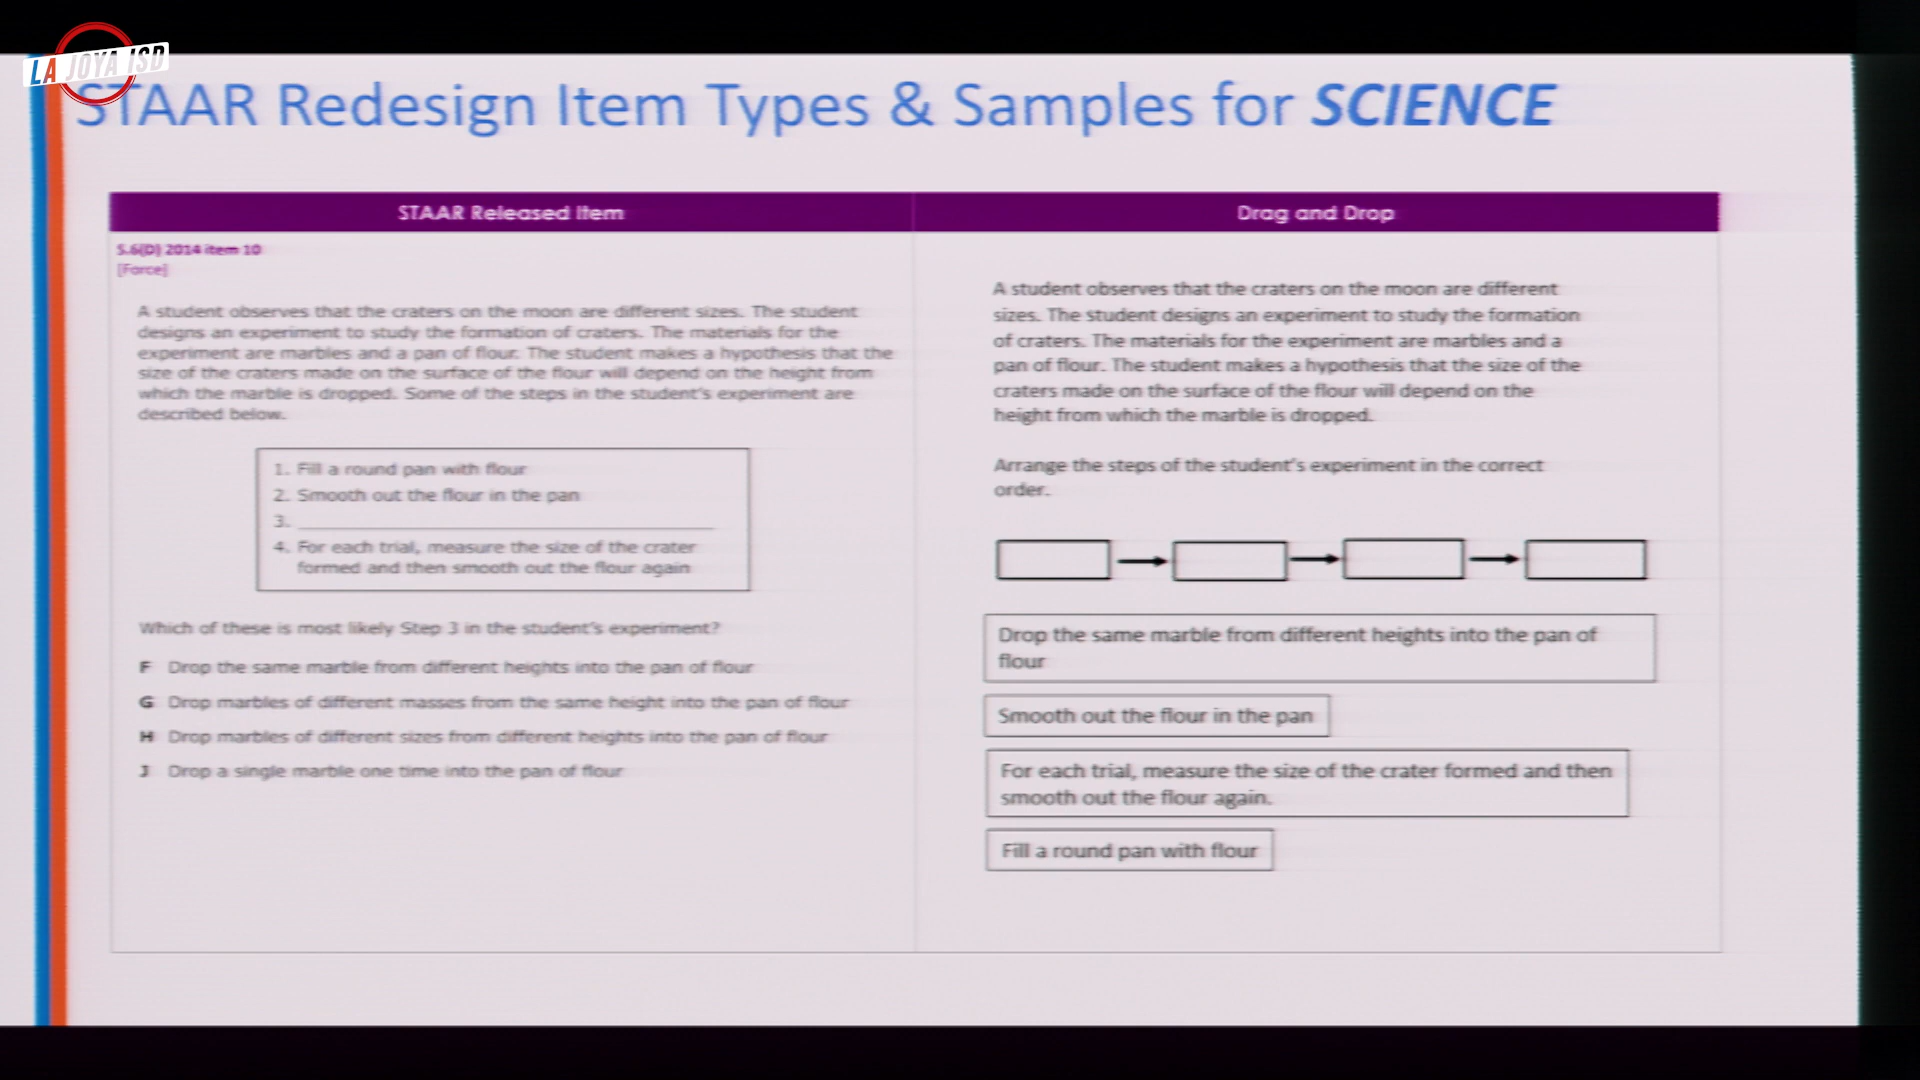 LA JOYA ISD
STAAR Redesign Item Types & Samples for SCIENCE
STAAR Released Item
5.6(D) 2014 item 10
[Force]
A student observes that the craters on the moon are different sizes. The student
designs an experiment to study the formation of craters. The materials for the
experiment are marbles and a pan of flour. The student makes a hypothesis that the
size of the craters made on the surface of the flour will depend on the height from
which the marble is dropped. Some of the steps in the student's experiment are
described below.
1. Fill a round pan with flour
2. Smooth out the flour in the pan
3.
4. For each trial, measure the size of the crater
formed and then smooth out the flour again
Which of these is most likely Step 3 in the student's experiment?
F Drop the same marble from different heights into the pan of flour
G Drop marbles of different masses from the same height into the pan of flour
H Drop marbles of different sizes from different heights into the pan of flour
J Drop a single marble one time into the pan of flour
Drag and Drop
A student observes that the craters on the moon are different
sizes. The student designs an experiment to study the formation
of craters. The materials for the experiment are marbles and a
pan of flour. The student makes a hypothesis that the size of the
craters made on the surface of the flour will depend on the
height from which the marble is dropped.
Arrange the steps of the student's experiment in the correct
order.
Drop the same marble from different heights into the pan of
flour
Smooth out the flour in the pan
For each trial, measure the size of the crater formed and then
smooth out the flour again.
Fill a round pan with flour